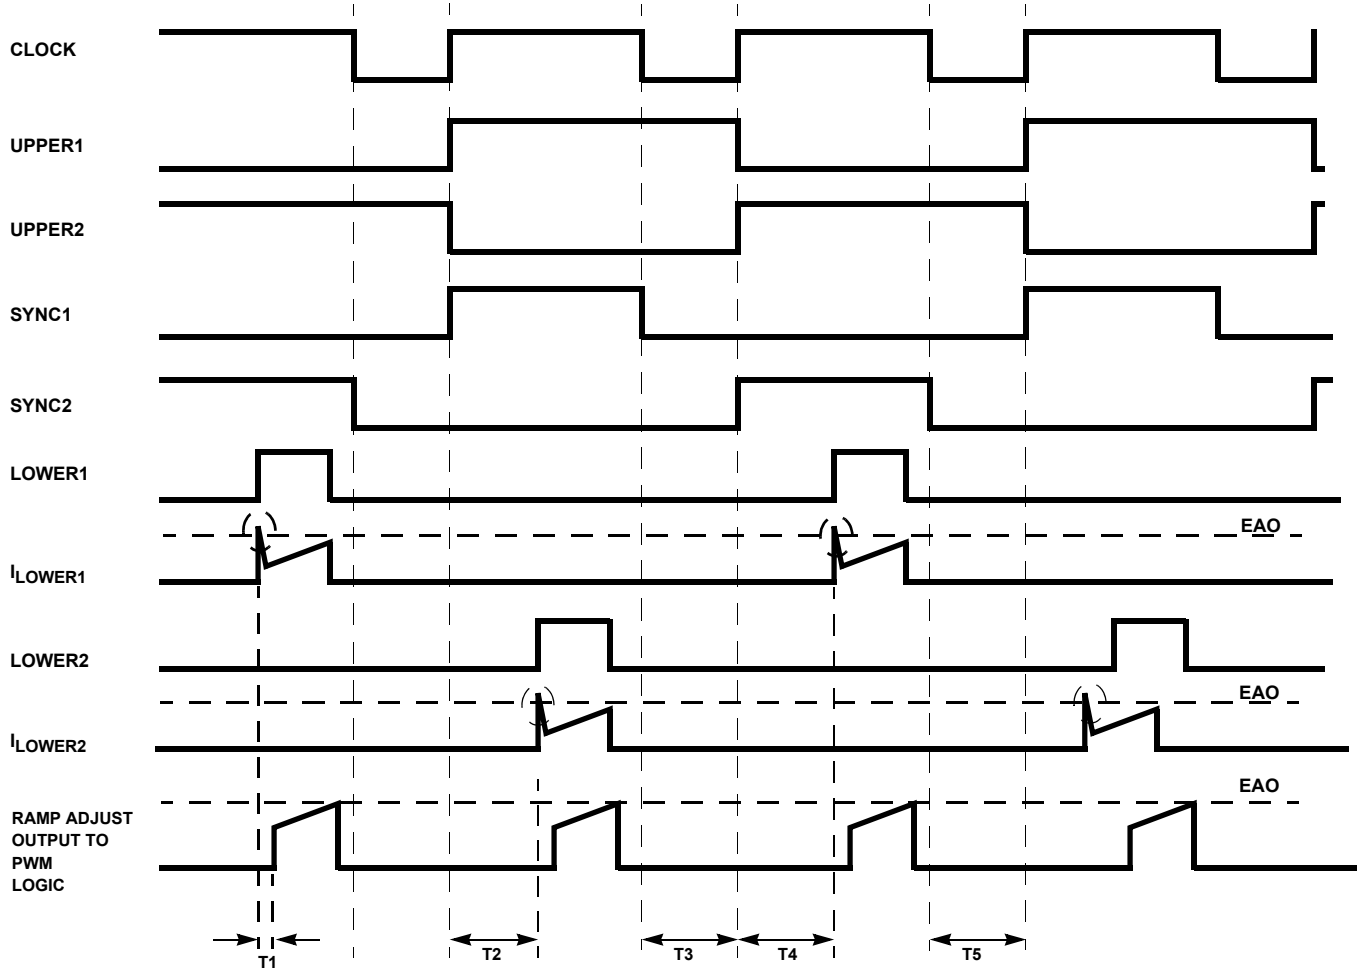 CLOCK
UPPER1
UPPER2
SYNC1
SYNC2
LOWER1
EAO
ILOWER1
LOWER2
EAO
ILOWER2
EAO
RAMP ADJUST
OUTPUT TO
PWM
LOGIC
T1
T2
T3
T4
T5